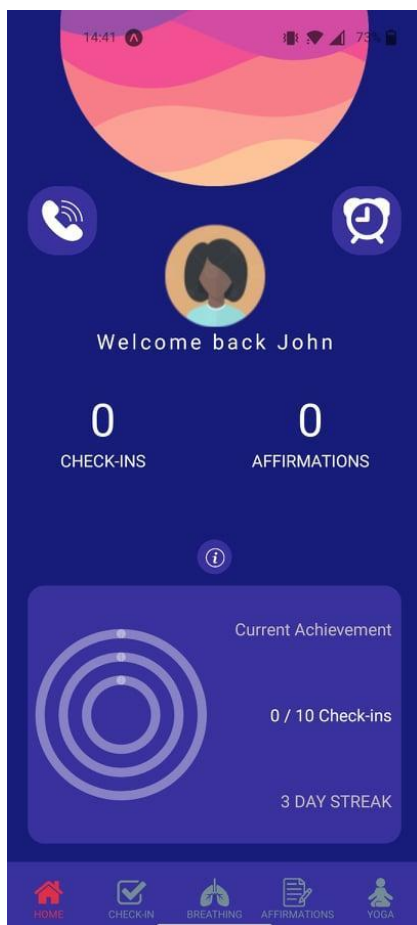 14:41
73%
Welcome back John
0
CHECK-INS
0
AFFIRMATIONS
i
Current Achievement
0 / 10 Check-ins
3 DAY STREAK
HOME
CHECK-IN
BREATHING
AFFIRMATIONS
YOGA